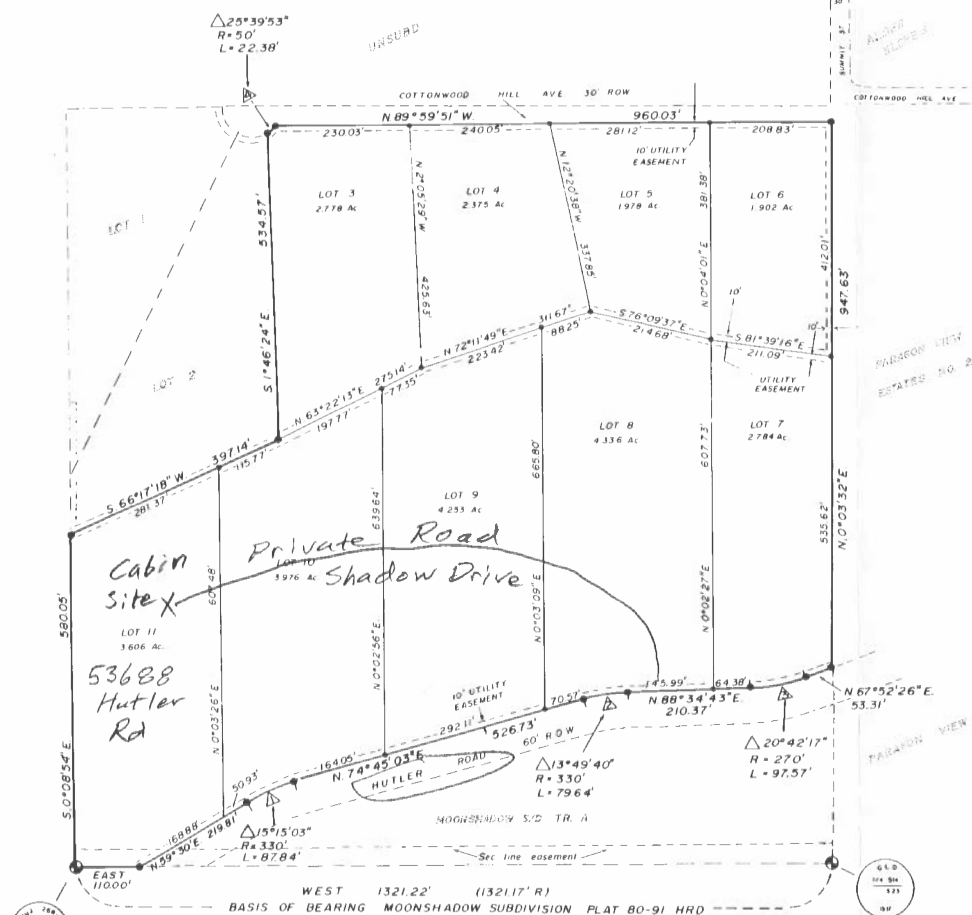 △25°39'53"
R=50'
L=22.38'
UNSUBD
30'
SUMMIT ST
COTTONWOOD HILL AVE 30' ROW
COTTONWOOD HILL AVE
N 89°59'51" W.
960.03'
230.03'
240.05'
281.12'
208.83'
10' UTILITY
EASEMENT
LOT 1
LOT 2
LOT 3
2.778 Ac.
LOT 4
2.375 Ac.
LOT 5
1.978 Ac.
LOT 6
1.902 Ac.
534.57'
S 1°46'24" E
N 2°05'29" W
425.63'
N 12°20'38" W
337.85'
381.38'
N 0°04'01" E
412.01'
947.63'
N.0°03'32" E
535.62'
10'
10'
S 76°09'37" E
214.68'
S 81°39'16" E
211.09'
UTILITY
EASEMENT
PARAGON VIEW
ESTATES NO. 2
311.67'
88.25'
N 72°11'49" E
223.42'
275.14'
77.35'
N 63°22'13" E
197.77'
397.14'
115.77'
S 66°17'18" W
281.37'
LOT 8
4.336 Ac.
LOT 7
2.784 Ac.
LOT 9
4.253 Ac.
665.80'
607.73'
639.64'
Private Road
LOT 10
3.976 Ac.
Shadow Drive
Cabin
Site X
LOT 11
3.606 Ac.
53688
Hutler
Rd
580.05'
S.0°08'54" E
N 0°03'26" E
N 0°02'56" E
N 0°03'09" E
N 0°02'27" E
10' UTILITY
EASEMENT
70.57'
145.99'
64.38'
N 88°34'43" E.
210.37'
N 67°52'26" E.
53.31'
292.11'
526.73'
60' ROW
164.05'
N. 74°45'03" E
HUTLER ROAD
50.93'
168.88'
219.81'
N 59°30' E
△13°49'40"
R=330'
L=79.64'
△20°42'17"
R=270'
L=97.57'
△15°15'03"
R=330'
L=87.84'
PARAGON VIEW
MOONSHADOW S/D TR. A
Sec line easement
EAST
110.00'
WEST 1321.22' (1321.17' R)
BASIS OF BEARING MOONSHADOW SUBDIVISION PLAT 80-91 HRD